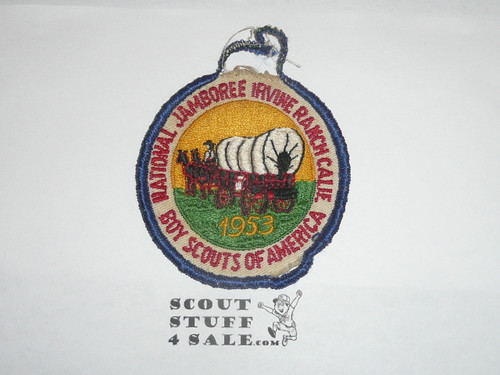 NATIONAL JAMBOREE IRVINE RANCH CALIF.
1953
BOY SCOUTS OF AMERICA
SCOUT
STUFF
4 SALE.COM